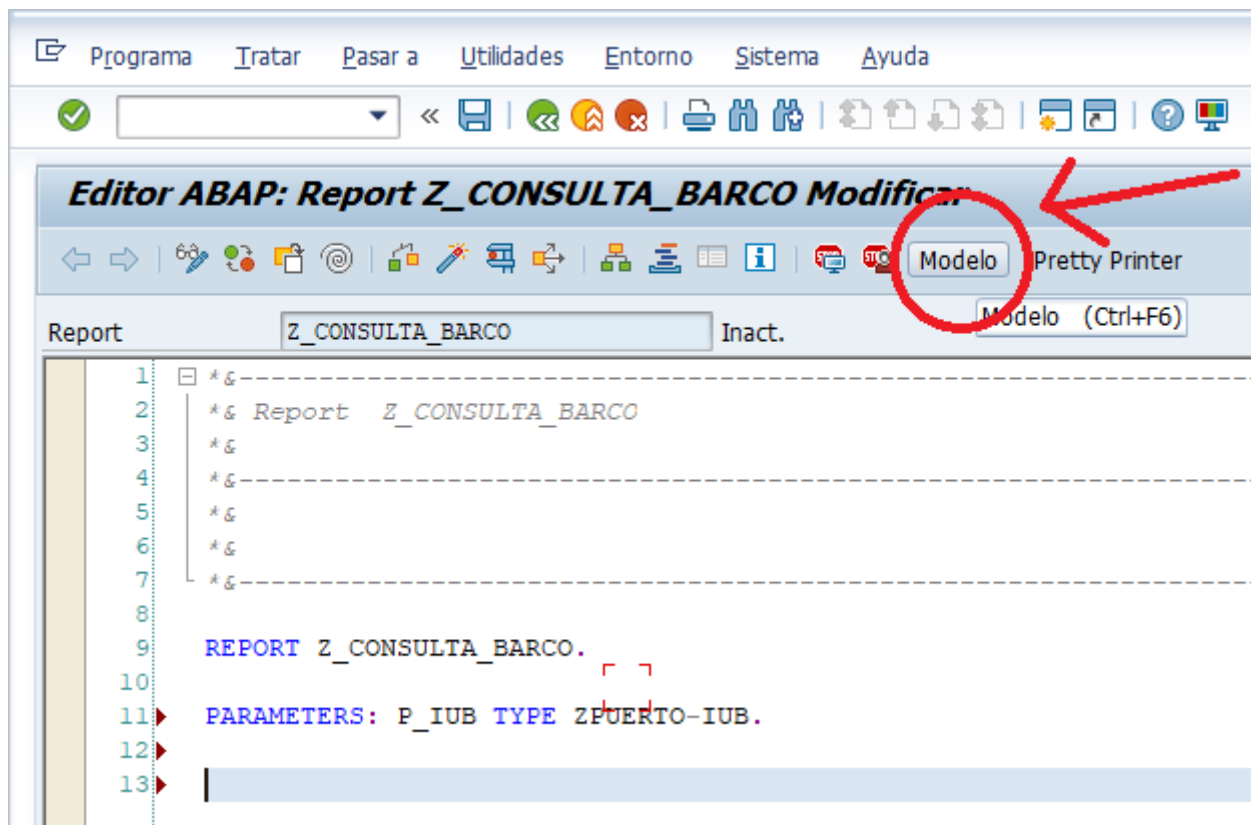 Programa Tratar Pasar a Utilidades Entorno Sistema Ayuda
Editor ABAP: Report Z_CONSULTA_BARCO Modificar
Modelo Pretty Printer
Modelo (Ctrl+F6)
Report Z_CONSULTA_BARCO Inact.
1 *&---------------------------------------------------------------------
2 *& Report Z_CONSULTA_BARCO
3 *&
4 *&---------------------------------------------------------------------
5 *&
6 *&
7 *&---------------------------------------------------------------------
8
9 REPORT Z_CONSULTA_BARCO.
10
11 PARAMETERS: P_IUB TYPE ZPUERTO-IUB.
12
13